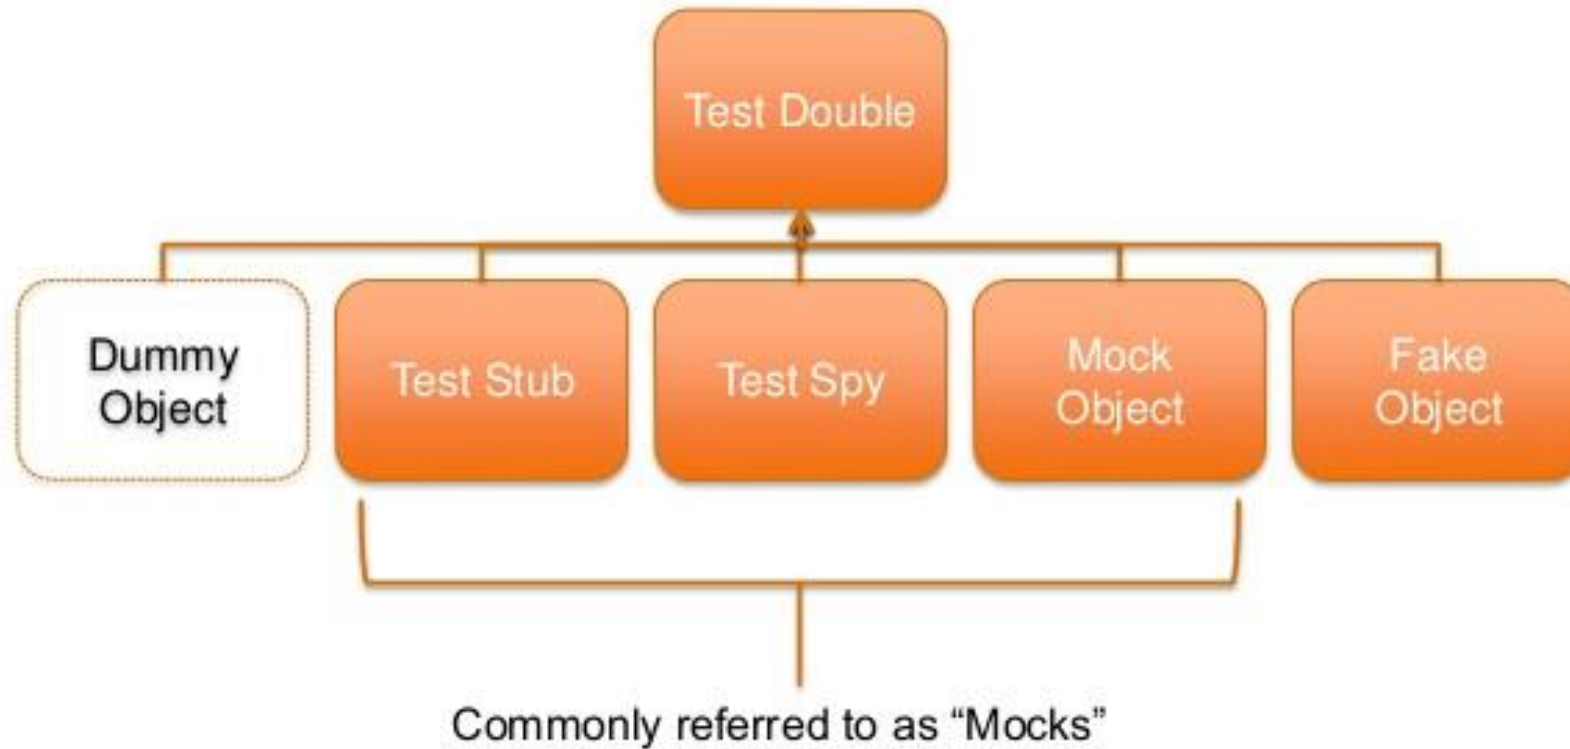 Test Double
Dummy
Object
Test Stub
Test Spy
Mock
Object
Fake
Object
Commonly referred to as “Mocks”